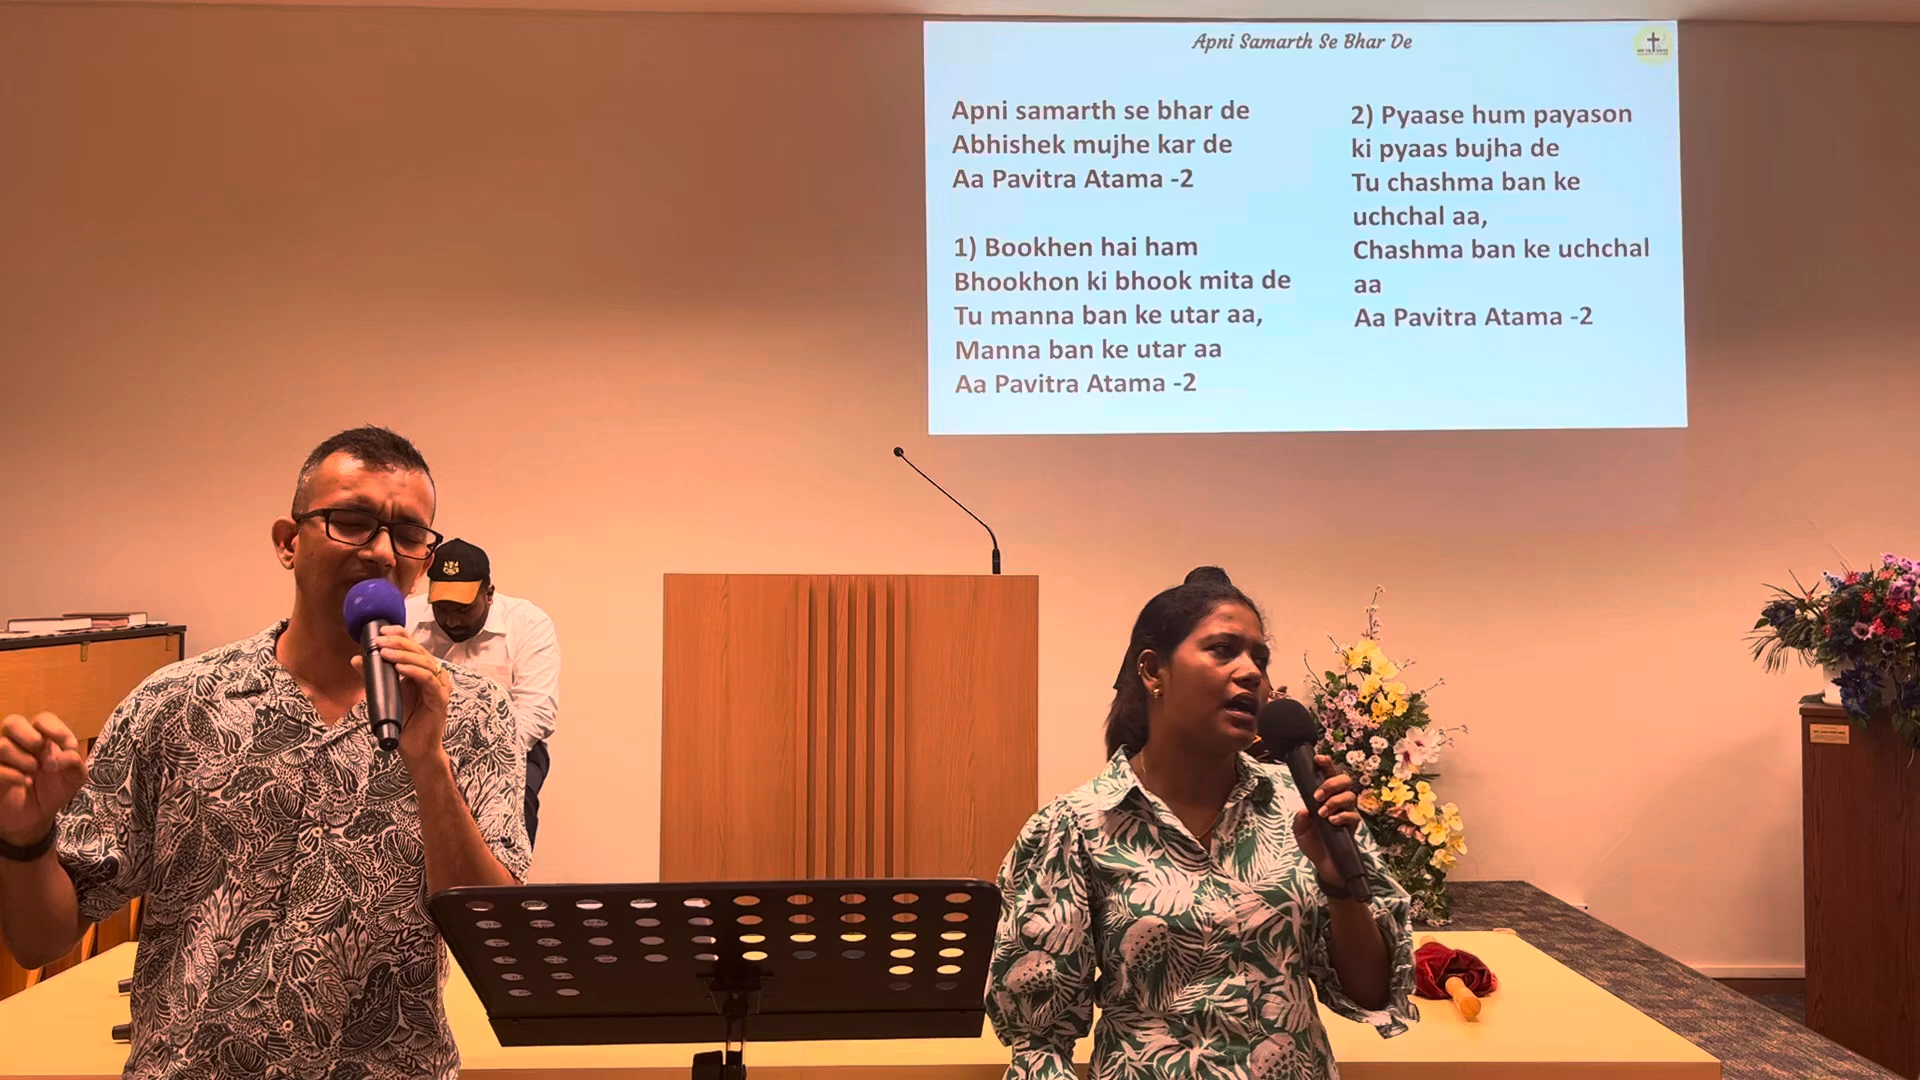 Apni Samarth Se Bhar De
Apni samarth se bhar de
Abhishek mujhe kar de
Aa Pavitra Atama -2
1) Bookhen hai ham
Bhookhon ki bhook mita de
Tu manna ban ke utar aa,
Manna ban ke utar aa
Aa Pavitra Atama -2
2) Pyaase hum payason
ki pyaas bujha de
Tu chashma ban ke
uchchal aa,
Chashma ban ke uchchal
aa
Aa Pavitra Atama -2